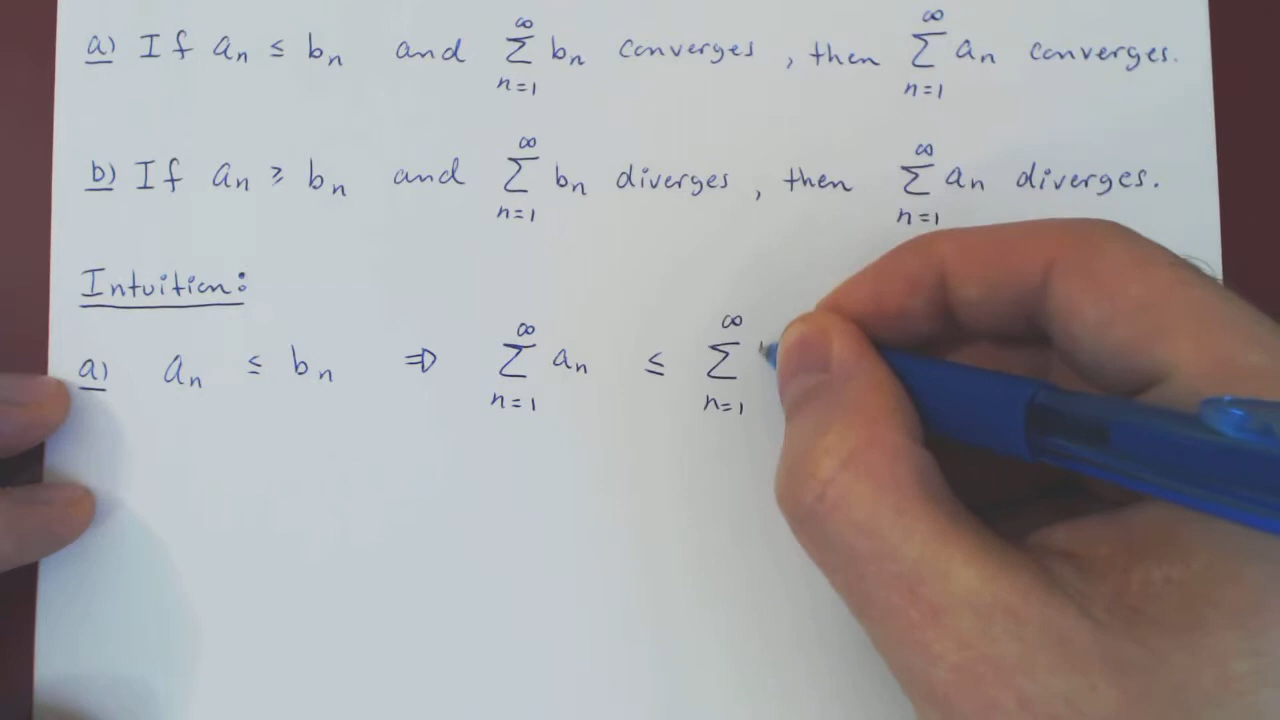 a) If aₙ ≤ bₙ and ∑_{n=1}^{∞} bₙ converges, then ∑_{n=1}^{∞} aₙ converges.
b) If aₙ ≥ bₙ and ∑_{n=1}^{∞} bₙ diverges, then ∑_{n=1}^{∞} aₙ diverges.
Intuition:
a) aₙ ≤ bₙ ⇒ ∑_{n=1}^{∞} aₙ ≤ ∑_{n=1}^{∞}